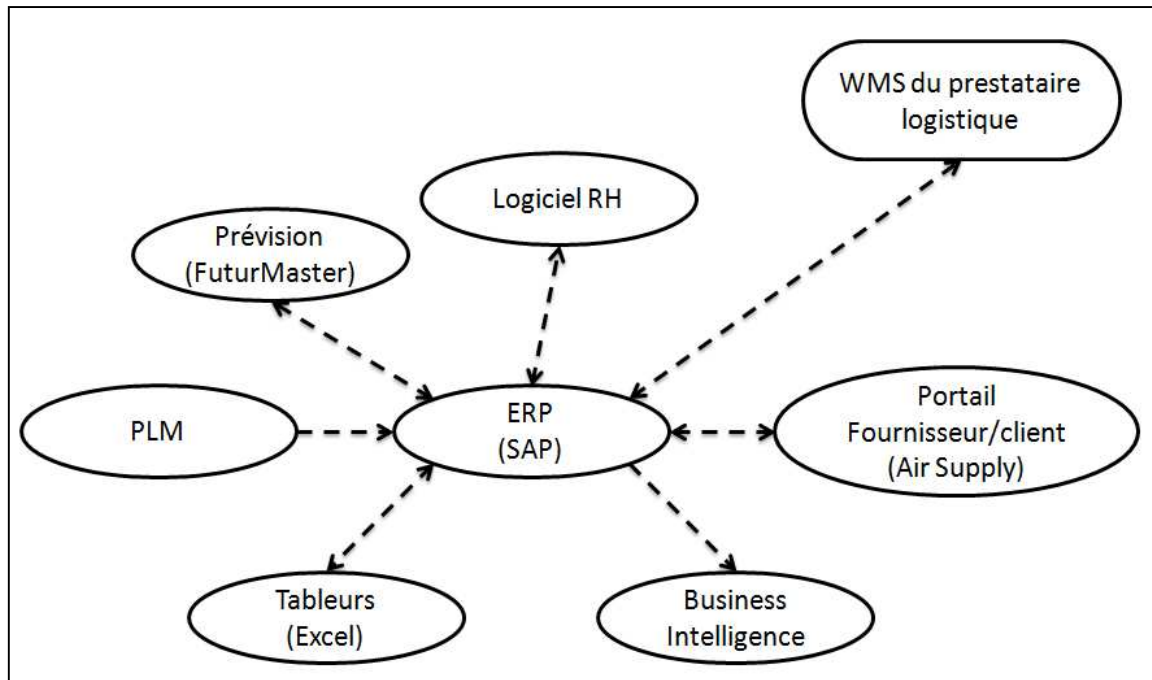 WMS du prestataire
logistique
Logiciel RH
Prévision
(FuturMaster)
PLM
ERP
(SAP)
Portail
Fournisseur/client
(Air Supply)
Tableurs
(Excel)
Business
Intelligence